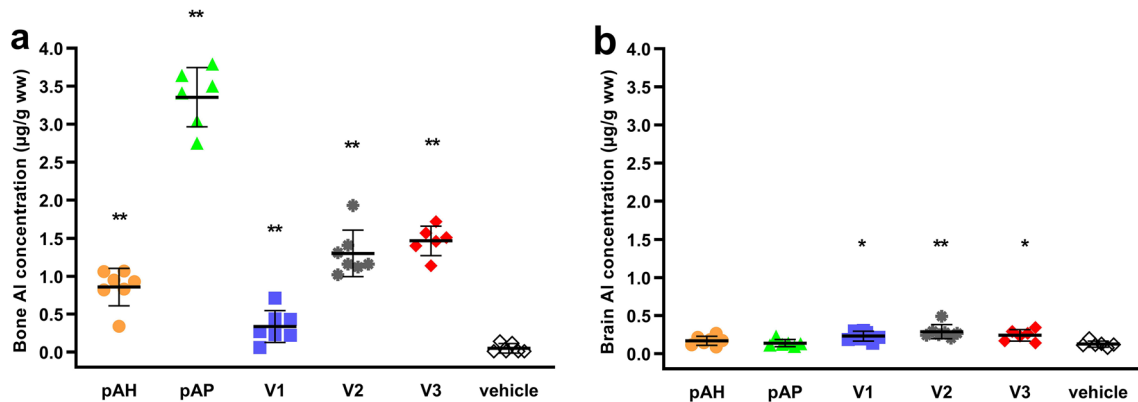 a
**
4.0
3.5
3.0
2.5
2.0
1.5
1.0
0.5
0.0
Bone Al concentration (µg/g ww)
**
**
**
**
pAH
pAP
V1
V2
V3
vehicle
b
4.0
3.5
3.0
2.5
2.0
1.5
1.0
0.5
0.0
Brain Al concentration (µg/g ww)
*
**
*
pAH
pAP
V1
V2
V3
vehicle